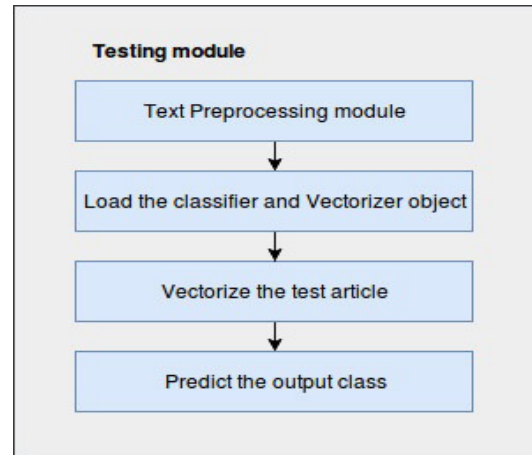 Testing module
Text Preprocessing module
Load the classifier and Vectorizer object
Vectorize the test article
Predict the output class